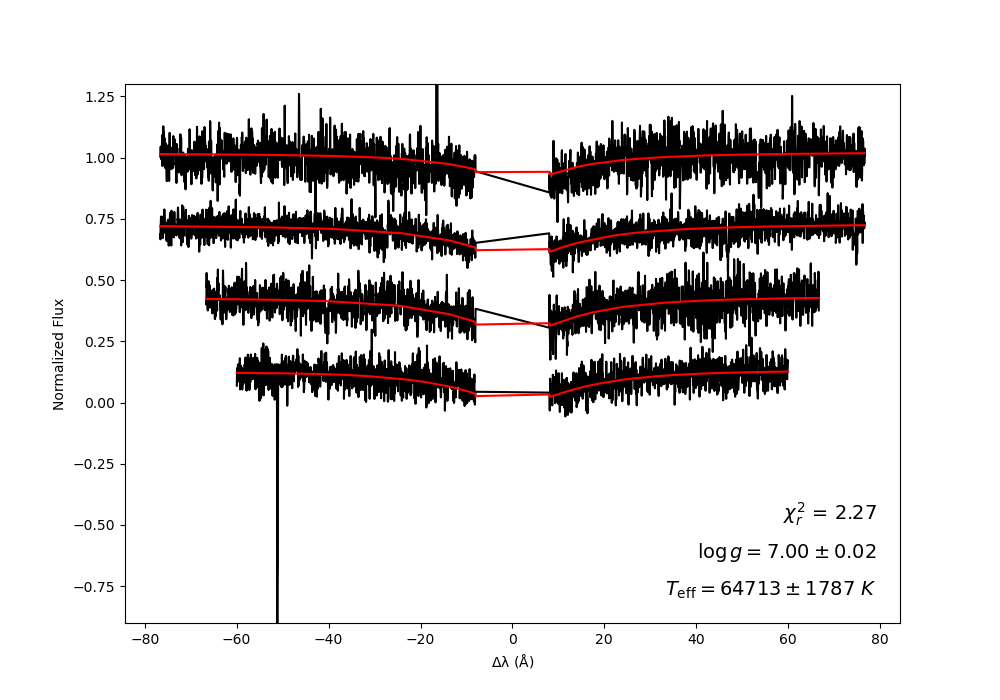 1.25
1.00
0.75
0.50
0.25
0.00
−0.25
−0.50
−0.75
Normalized Flux
χ²ᵣ = 2.27
log g = 7.00 ± 0.02
T_eff = 64713 ± 1787 K
−80 −60 −40 −20 0 20 40 60 80
Δλ (Å)